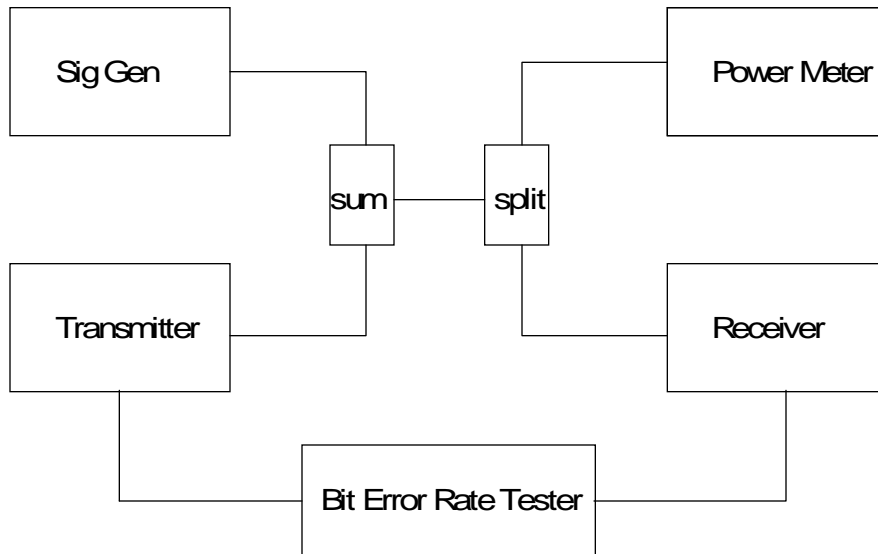 Sig Gen
Power Meter
sum
split
Transmitter
Receiver
Bit Error Rate Tester